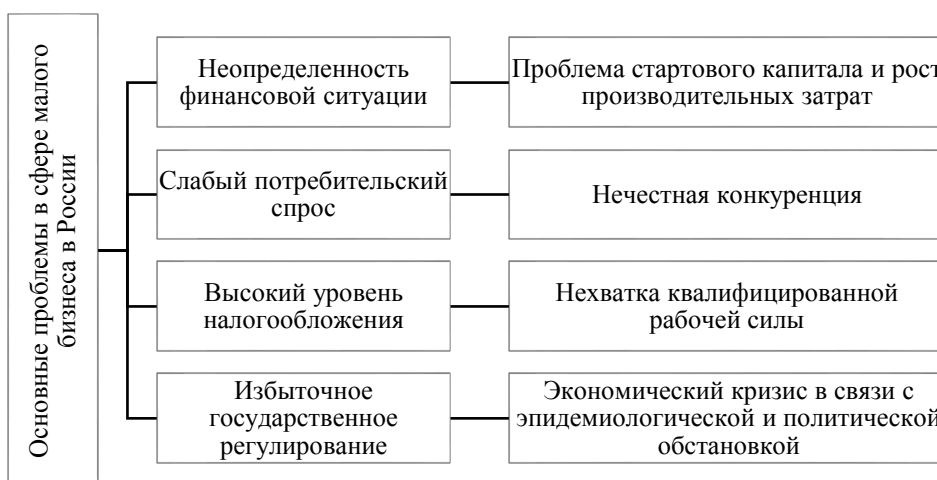 Основные проблемы в сфере малого
бизнеса в России
Неопределенность
финансовой ситуации
Проблема стартового капитала и рост
производительных затрат
Слабый потребительский
спрос
Нечестная конкуренция
Высокий уровень
налогообложения
Нехватка квалифицированной
рабочей силы
Избыточное
государственное
регулирование
Экономический кризис в связи с
эпидемиологической и политической
обстановкой